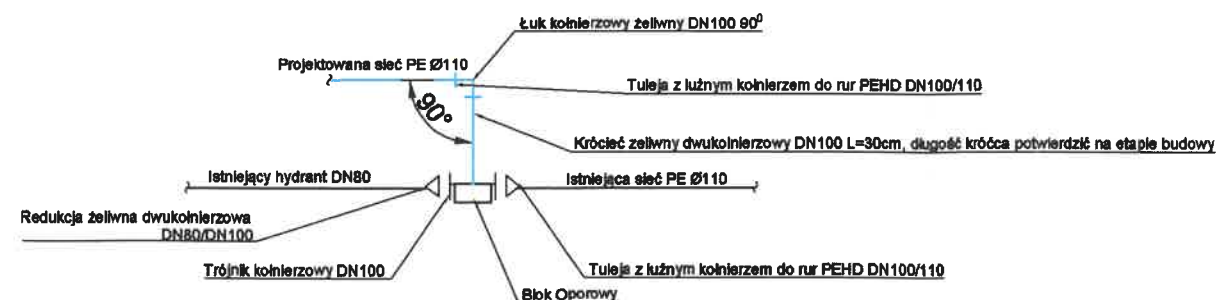 Łuk kołnierzowy żeliwny DN100 90⁰
Projektowana sieć PE Ø110
Tuleja z luźnym kołnierzem do rur PEHD DN100/110
90°
Króciec żeliwny dwukołnierzowy DN100 L=30cm, długość króćca potwierdzić na etapie budowy
Istniejący hydrant DN80
Istniejąca sieć PE Ø110
Redukcja żeliwna dwukołnierzowa
DN80/DN100
Trójnik kołnierzowy DN100
Tuleja z luźnym kołnierzem do rur PEHD DN100/110
Blok Oporowy